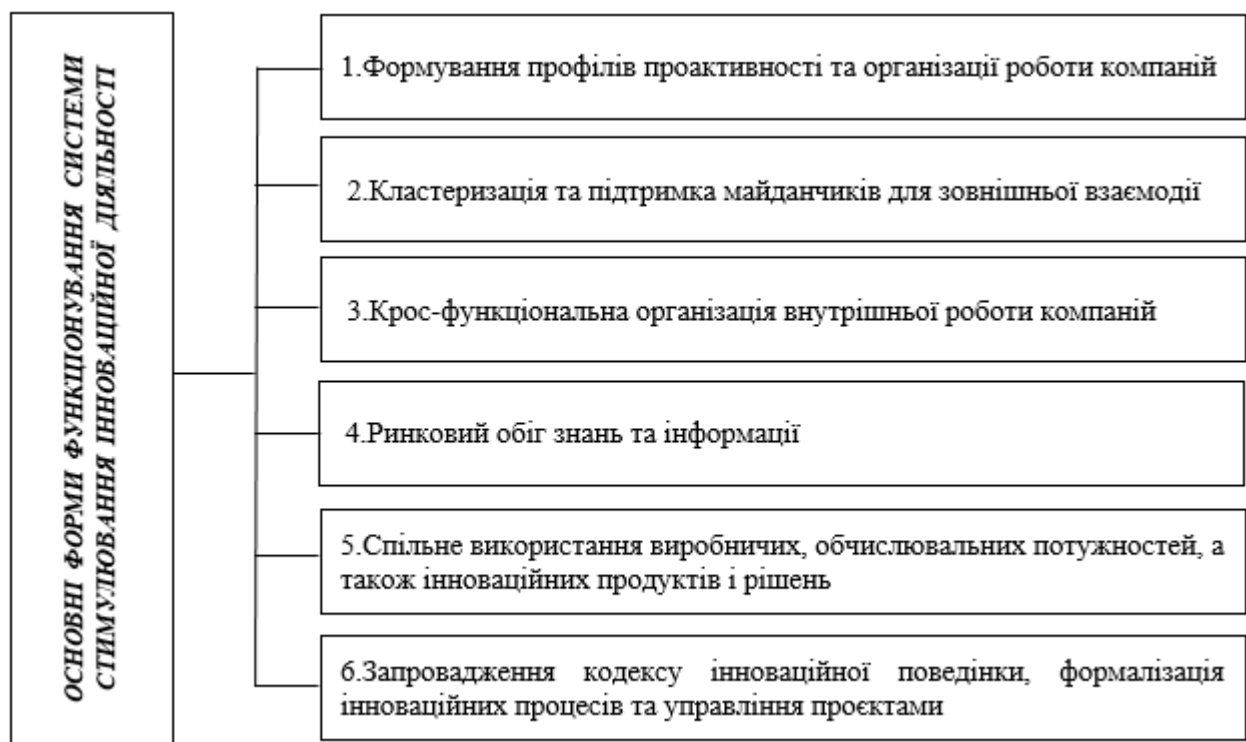 ОСНОВНІ ФОРМИ ФУНКЦІОНУВАННЯ СИСТЕМИ
СТИМУЛЮВАННЯ ІННОВАЦІЙНОЇ ДІЯЛЬНОСТІ
1.Формування профілів проактивності та організації роботи компаній
2.Кластеризація та підтримка майданчиків для зовнішньої взаємодії
3.Крос-функціональна організація внутрішньої роботи компаній
4.Ринковий обіг знань та інформації
5.Спільне використання виробничих, обчислювальних потужностей, а
також інноваційних продуктів і рішень
6.Запровадження кодексу інноваційної поведінки, формалізація
інноваційних процесів та управління проєктами